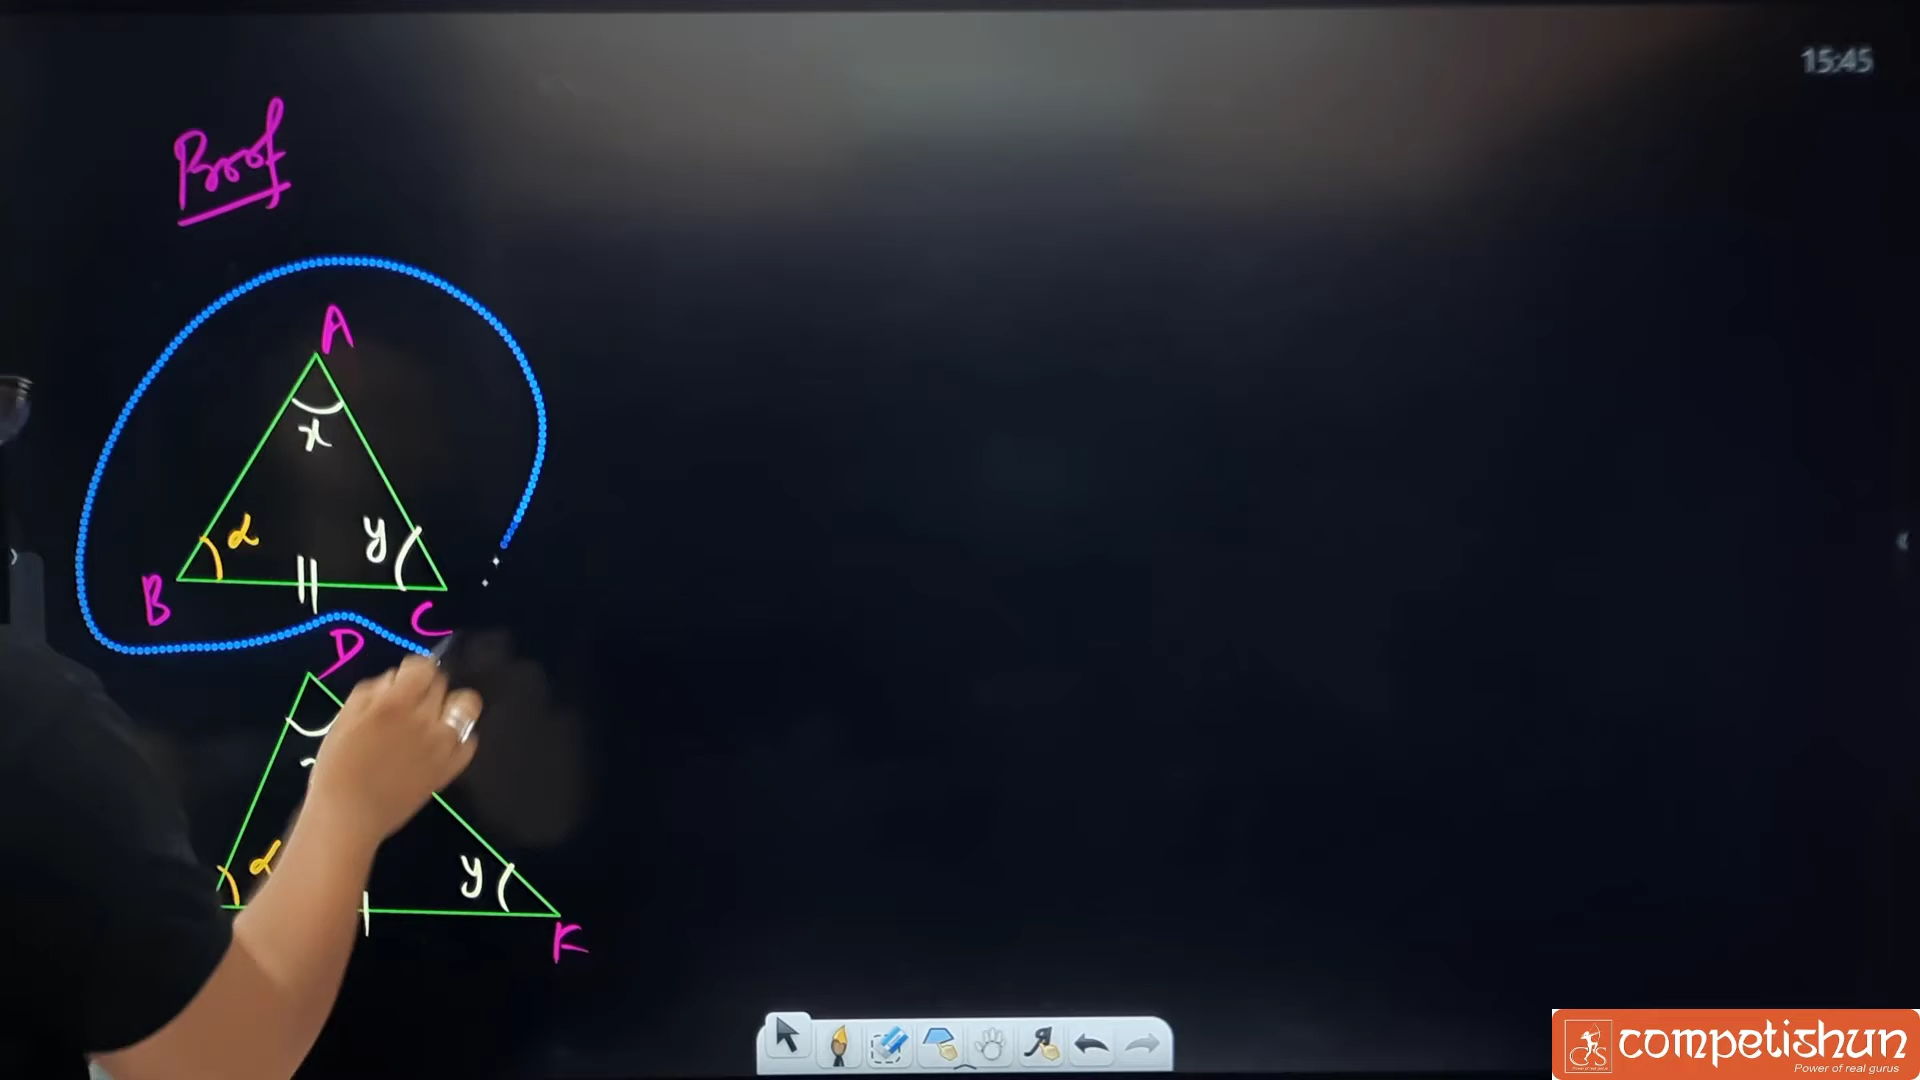 15:45
Proof
A
x
α
y
B
C
D
α
y
F
competishun
Power of real gurus